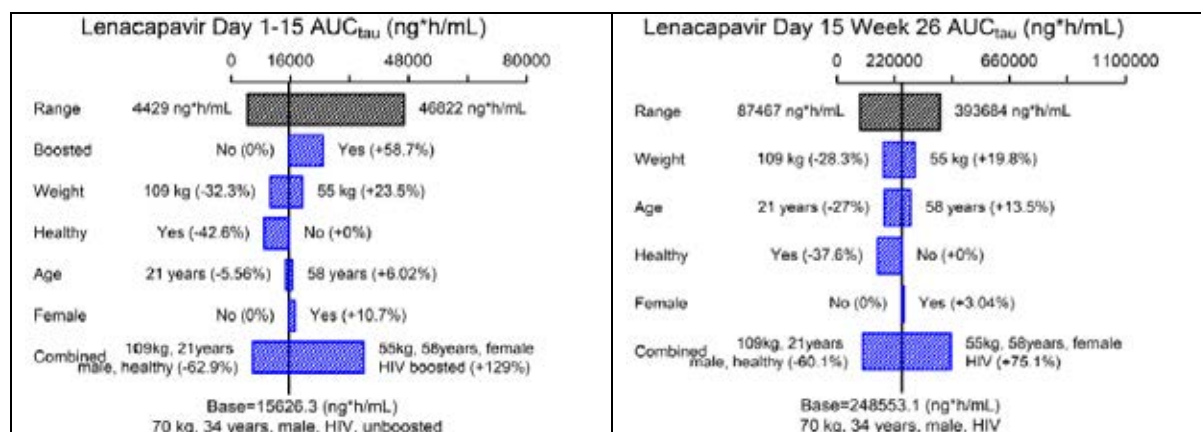 Lenacapavir Day 1-15 AUCtau (ng*h/mL)
0 16000 48000 80000
Range 4429 ng*h/mL 46822 ng*h/mL
Boosted No (0%) Yes (+58.7%)
Weight 109 kg (-32.3%) 55 kg (+23.5%)
Healthy Yes (-42.6%) No (+0%)
Age 21 years (-5.56%) 58 years (+6.02%)
Female No (0%) Yes (+10.7%)
Combined 109kg, 21years 55kg, 58years, female
male, healthy (-62.9%) HIV boosted (+129%)
Base=15626.3 (ng*h/mL)
70 kg, 34 years, male, HIV, unboosted
Lenacapavir Day 15 Week 26 AUCtau (ng*h/mL)
0 220000 660000 1100000
Range 87467 ng*h/mL 393684 ng*h/mL
Weight 109 kg (-28.3%) 55 kg (+19.8%)
Age 21 years (-27%) 58 years (+13.5%)
Healthy Yes (-37.6%) No (+0%)
Female No (0%) Yes (+3.04%)
Combined 109kg, 21years 55kg, 58years, female
male, healthy (-60.1%) HIV (+75.1%)
Base=248553.1 (ng*h/mL)
70 kg, 34 years, male, HIV